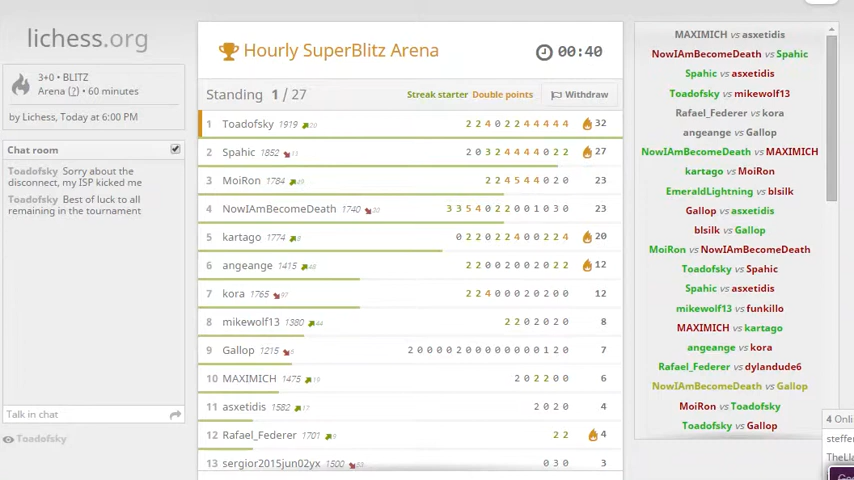 lichess.org
3+0 • BLITZ
Arena (?) • 60 minutes
by Lichess, Today at 6:00 PM
Chat room
Toadofsky Sorry about the
disconnect, my ISP kicked me
Toadofsky Best of luck to all
remaining in the tournament
Talk in chat
Toadofsky
Hourly SuperBlitz Arena 00:40
Standing 1 / 27 Streak starter Double points Withdraw
1 Toadofsky 1919 20 2 2 4 0 2 2 4 4 4 4 4 32
2 Spahic 1852 11 2 0 3 2 4 4 4 4 0 2 2 27
3 MoiRon 1784 2 2 4 5 4 4 0 2 0 23
4 NowIAmBecomeDeath 1740 3 3 5 4 0 2 2 0 0 1 0 3 0 23
5 kartago 1774 0 2 2 0 2 2 4 0 0 2 2 4 20
6 angeange 1415 2 2 0 0 2 0 0 2 0 2 2 12
7 kora 1765 2 2 4 0 0 0 2 0 2 0 0 12
8 mikewolf13 1380 2 2 0 2 0 2 0 8
9 Gallop 1215 2 0 0 0 0 2 0 0 0 0 0 0 0 0 0 1 2 0 7
10 MAXIMICH 1475 2 0 2 2 0 0 6
11 asxetidis 1582 2 0 2 0 4
12 Rafael_Federer 1701 2 2 4
13 sergior2015jun02yx 1500 0 3 0 3
MAXIMICH vs asxetidis
NowIAmBecomeDeath vs Spahic
Spahic vs asxetidis
Toadofsky vs mikewolf13
Rafael_Federer vs kora
angeange vs Gallop
NowIAmBecomeDeath vs MAXIMICH
kartago vs MoiRon
EmeraldLightning vs blsilk
Gallop vs asxetidis
blsilk vs Gallop
MoiRon vs NowIAmBecomeDeath
Toadofsky vs Spahic
Spahic vs asxetidis
mikewolf13 vs funkillo
MAXIMICH vs kartago
angeange vs kora
Rafael_Federer vs dylandude6
NowIAmBecomeDeath vs Gallop
MoiRon vs Toadofsky
Toadofsky vs Gallop
4 Onli
steffer
TheLla